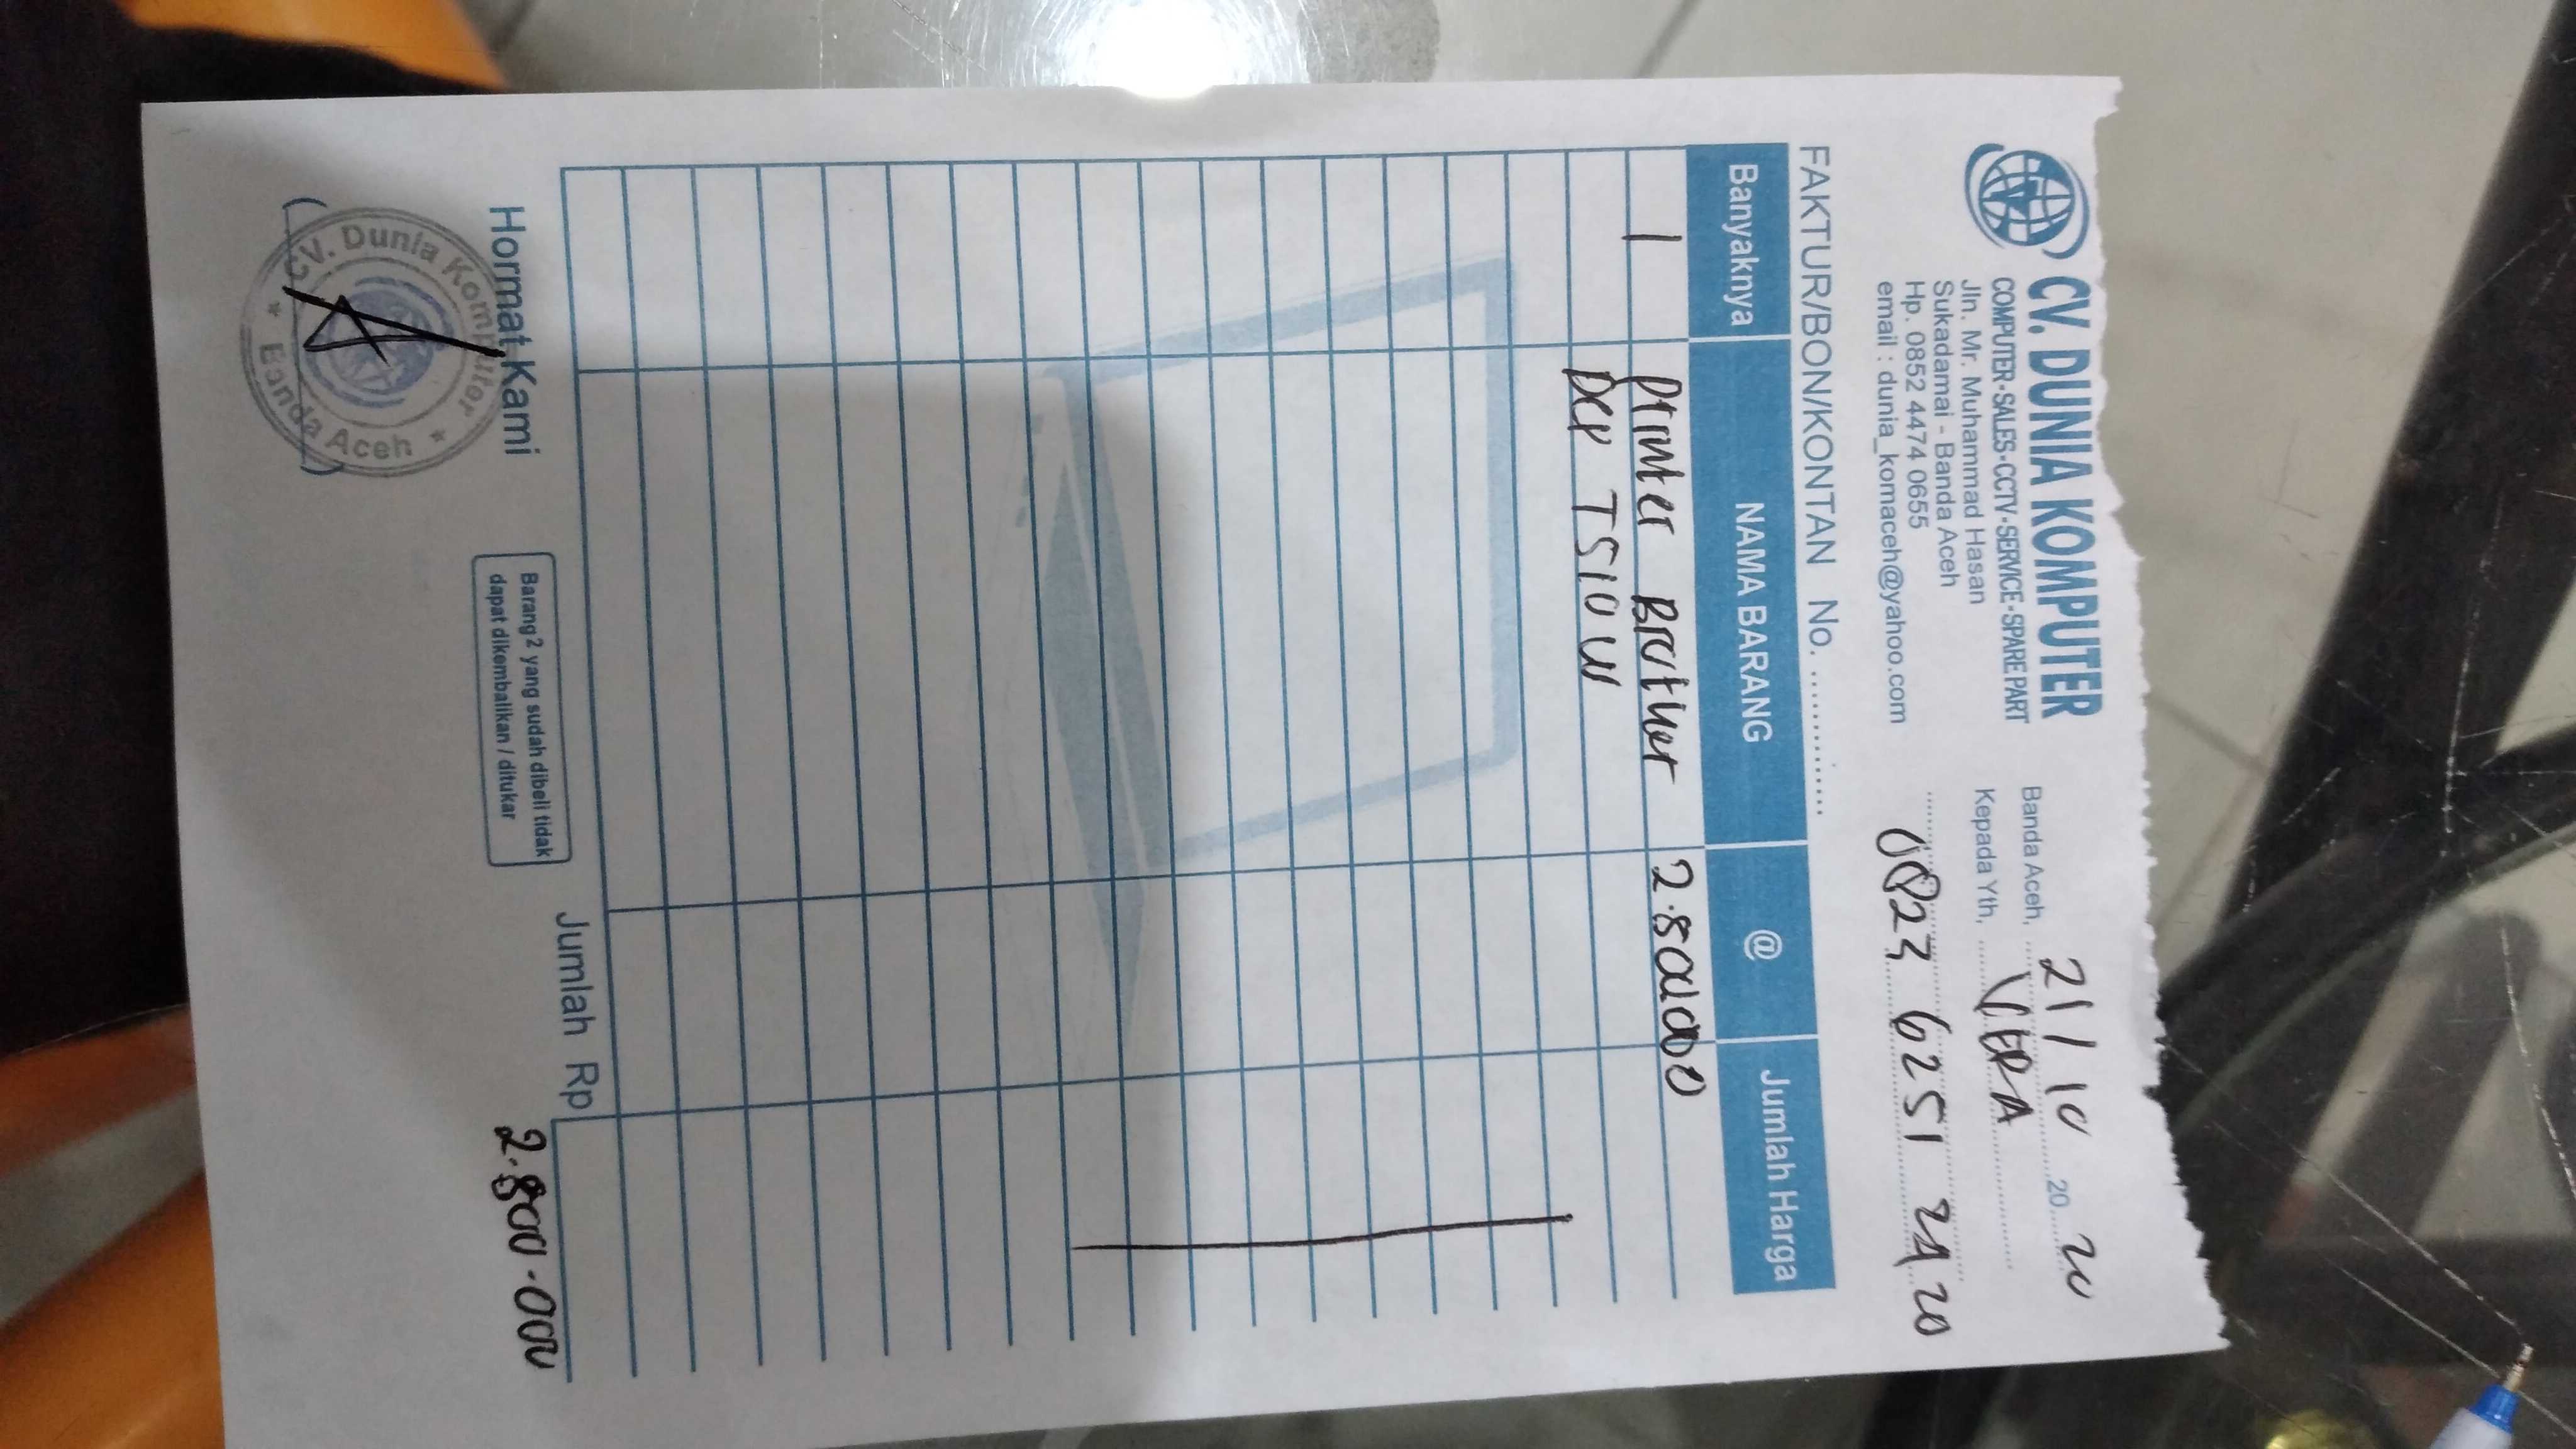 CV. DUNIA KOMPUTER
COMPUTER-SALES-CCTV-SERVICE-SPARE PART
Jln. Mr. Muhammad Hasan
Sukadamai - Banda Aceh
Hp. 0852 4474 0655
email : dunia_komaceh@yahoo.com
Banda Aceh, 21/10 20 20
Kepada Yth, VERA
0823 6251 2420
FAKTUR/BON/KONTAN No. ............
Banyaknya NAMA BARANG @ Jumlah Harga
1 Printer Brother 2.800.000
DCP T510W
Jumlah Rp 2.800.000
Hormat Kami
Barang2 yang sudah dibeli tidak
dapat dikembalikan / ditukar
CV. Dunia Komputer
* Banda Aceh *